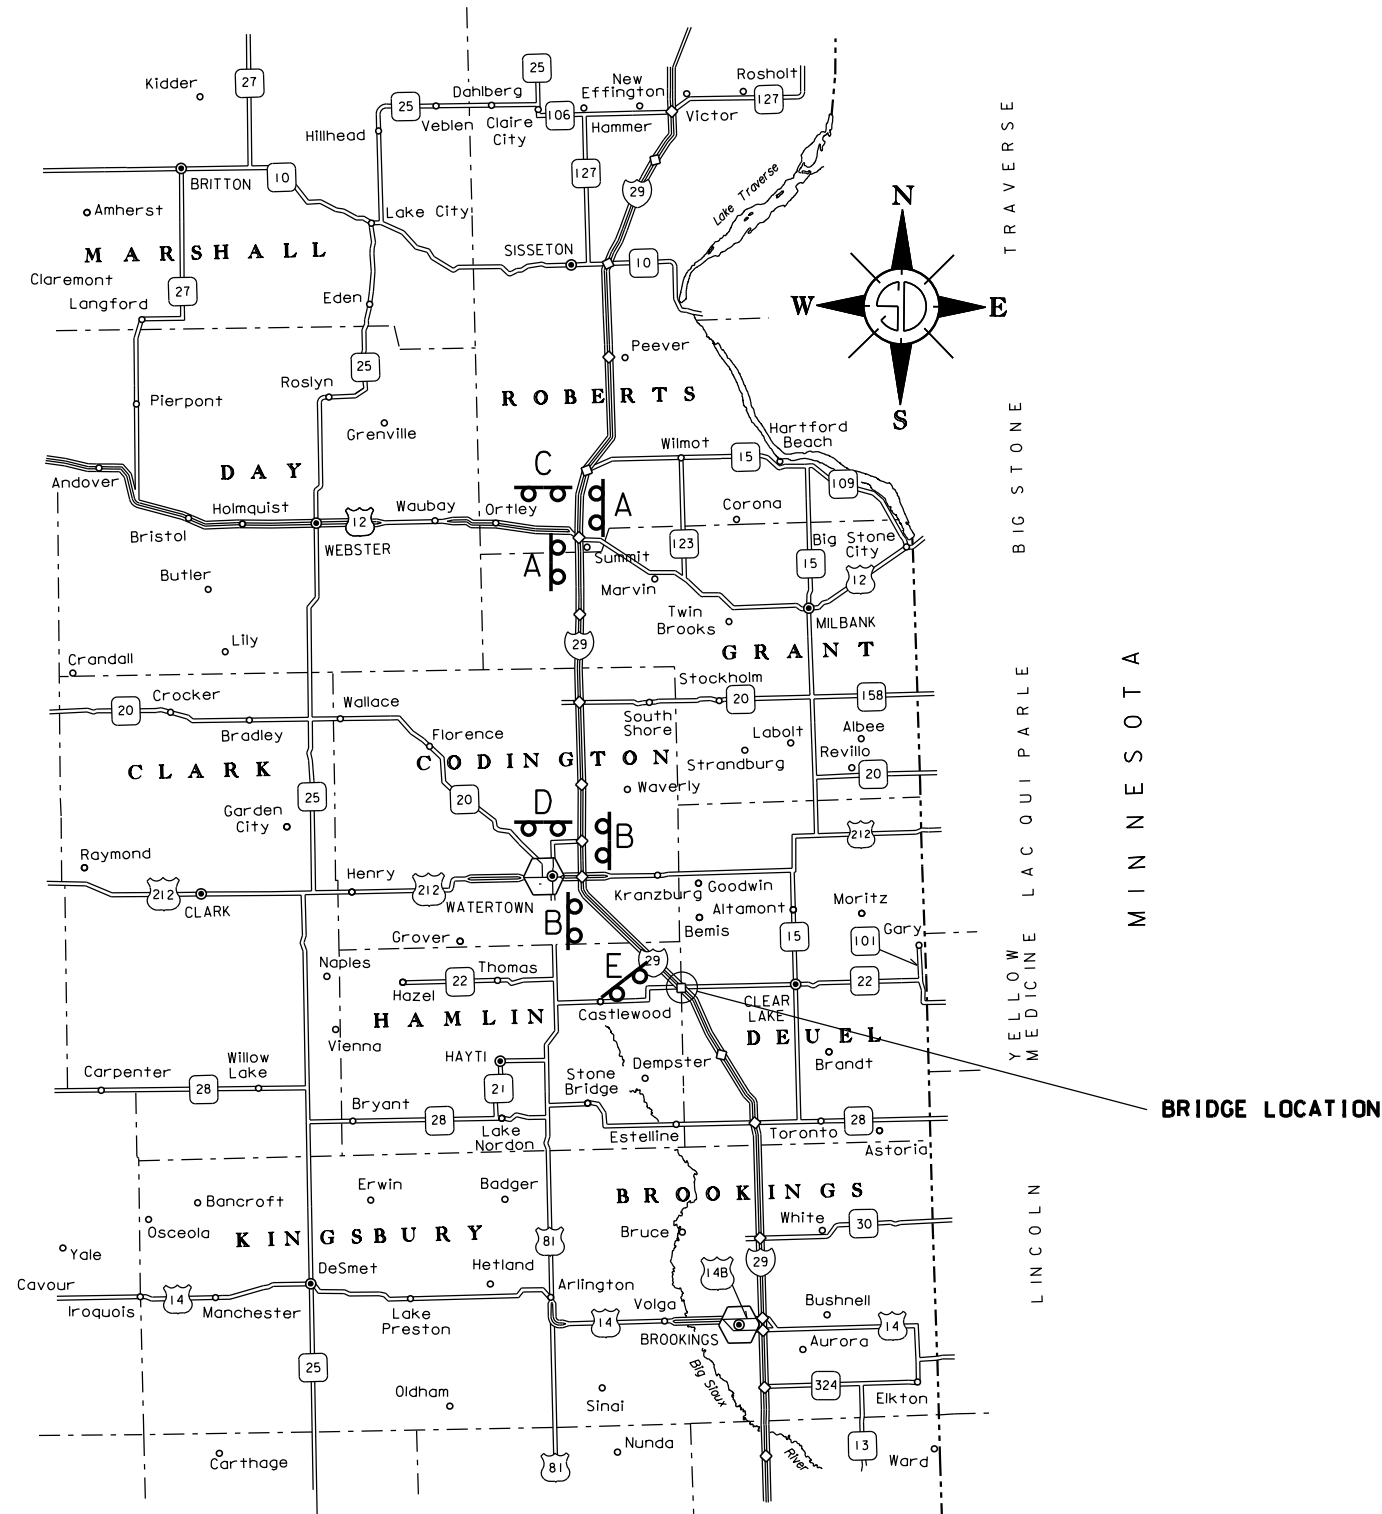 Kidder
27
Dahlberg
25
New
Effington
Rosholt
127
25
Veblen
Claire
City
106
Hammer
Victor
Hillhead
TRAVERSE
BRITTON
10
127
29
Lake Traverse
Amherst
Lake City
N
MARSHALL
SISSETON
10
Claremont
Langford
27
Eden
W
E
SD
Peever
25
Roslyn
ROBERTS
Pierpont
Grenville
S
Hartford
Beach
BIG STONE
Wilmot
15
DAY
C
109
Andover
Holmquist
Waubay
Ortley
A
Corona
12
Bristol
WEBSTER
123
Big Stone
City
A
Summit
15
12
Butler
Marvin
Twin
Brooks
MILBANK
Lily
29
GRANT
MINNESOTA
Crandall
Stockholm
LAC QUI PARLE
Crocker
20
Wallace
20
158
South
Shore
Bradley
Florence
Labolt
Albee
Revillo
CLARK
CODINGTON
Strandburg
20
25
20
Waverly
Garden
City
D
B
212
Raymond
Henry
212
212
CLARK
WATERTOWN
Kranzburg
Goodwin
Altamont
Moritz
B
Bemis
15
101
Gary
Grover
YELLOW
MEDICINE
Naples
Thomas
E
29
22
22
Hazel
CLEAR
LAKE
Castlewood
HAMLIN
DEUEL
Vienna
HAYTI
Dempster
Brandt
Willow
Lake
Carpenter
28
21
Stone
Bridge
BRIDGE LOCATION
Bryant
28
Lake
Nordon
Estelline
Toronto
28
Astoria
Erwin
Badger
BROOKINGS
LINCOLN
Bancroft
Osceola
KINGSBURY
81
Bruce
White
30
Yale
29
Hetland
14B
Cavour
DeSmet
Arlington
Iroquois
14
Manchester
Lake
Preston
Volga
14
BROOKINGS
Bushnell
14
Aurora
25
Big Sioux
324
Oldham
Sinai
Elkton
13
Nunda
River
Carthage
81
Ward